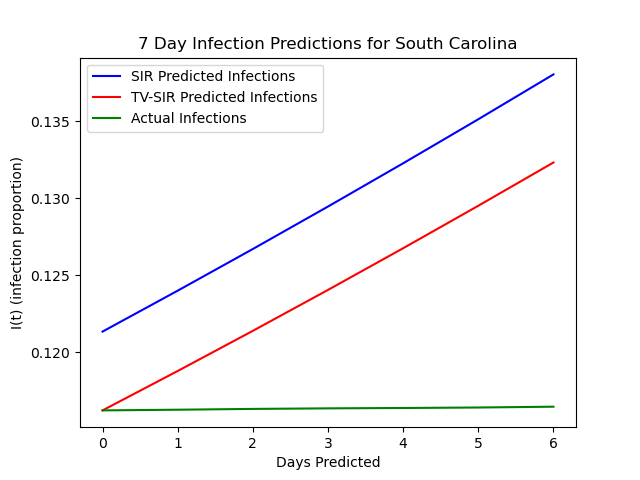 7 Day Infection Predictions for South Carolina
SIR Predicted Infections
TV-SIR Predicted Infections
Actual Infections
I(t) (infection proportion)
0.135
0.130
0.125
0.120
0 1 2 3 4 5 6
Days Predicted